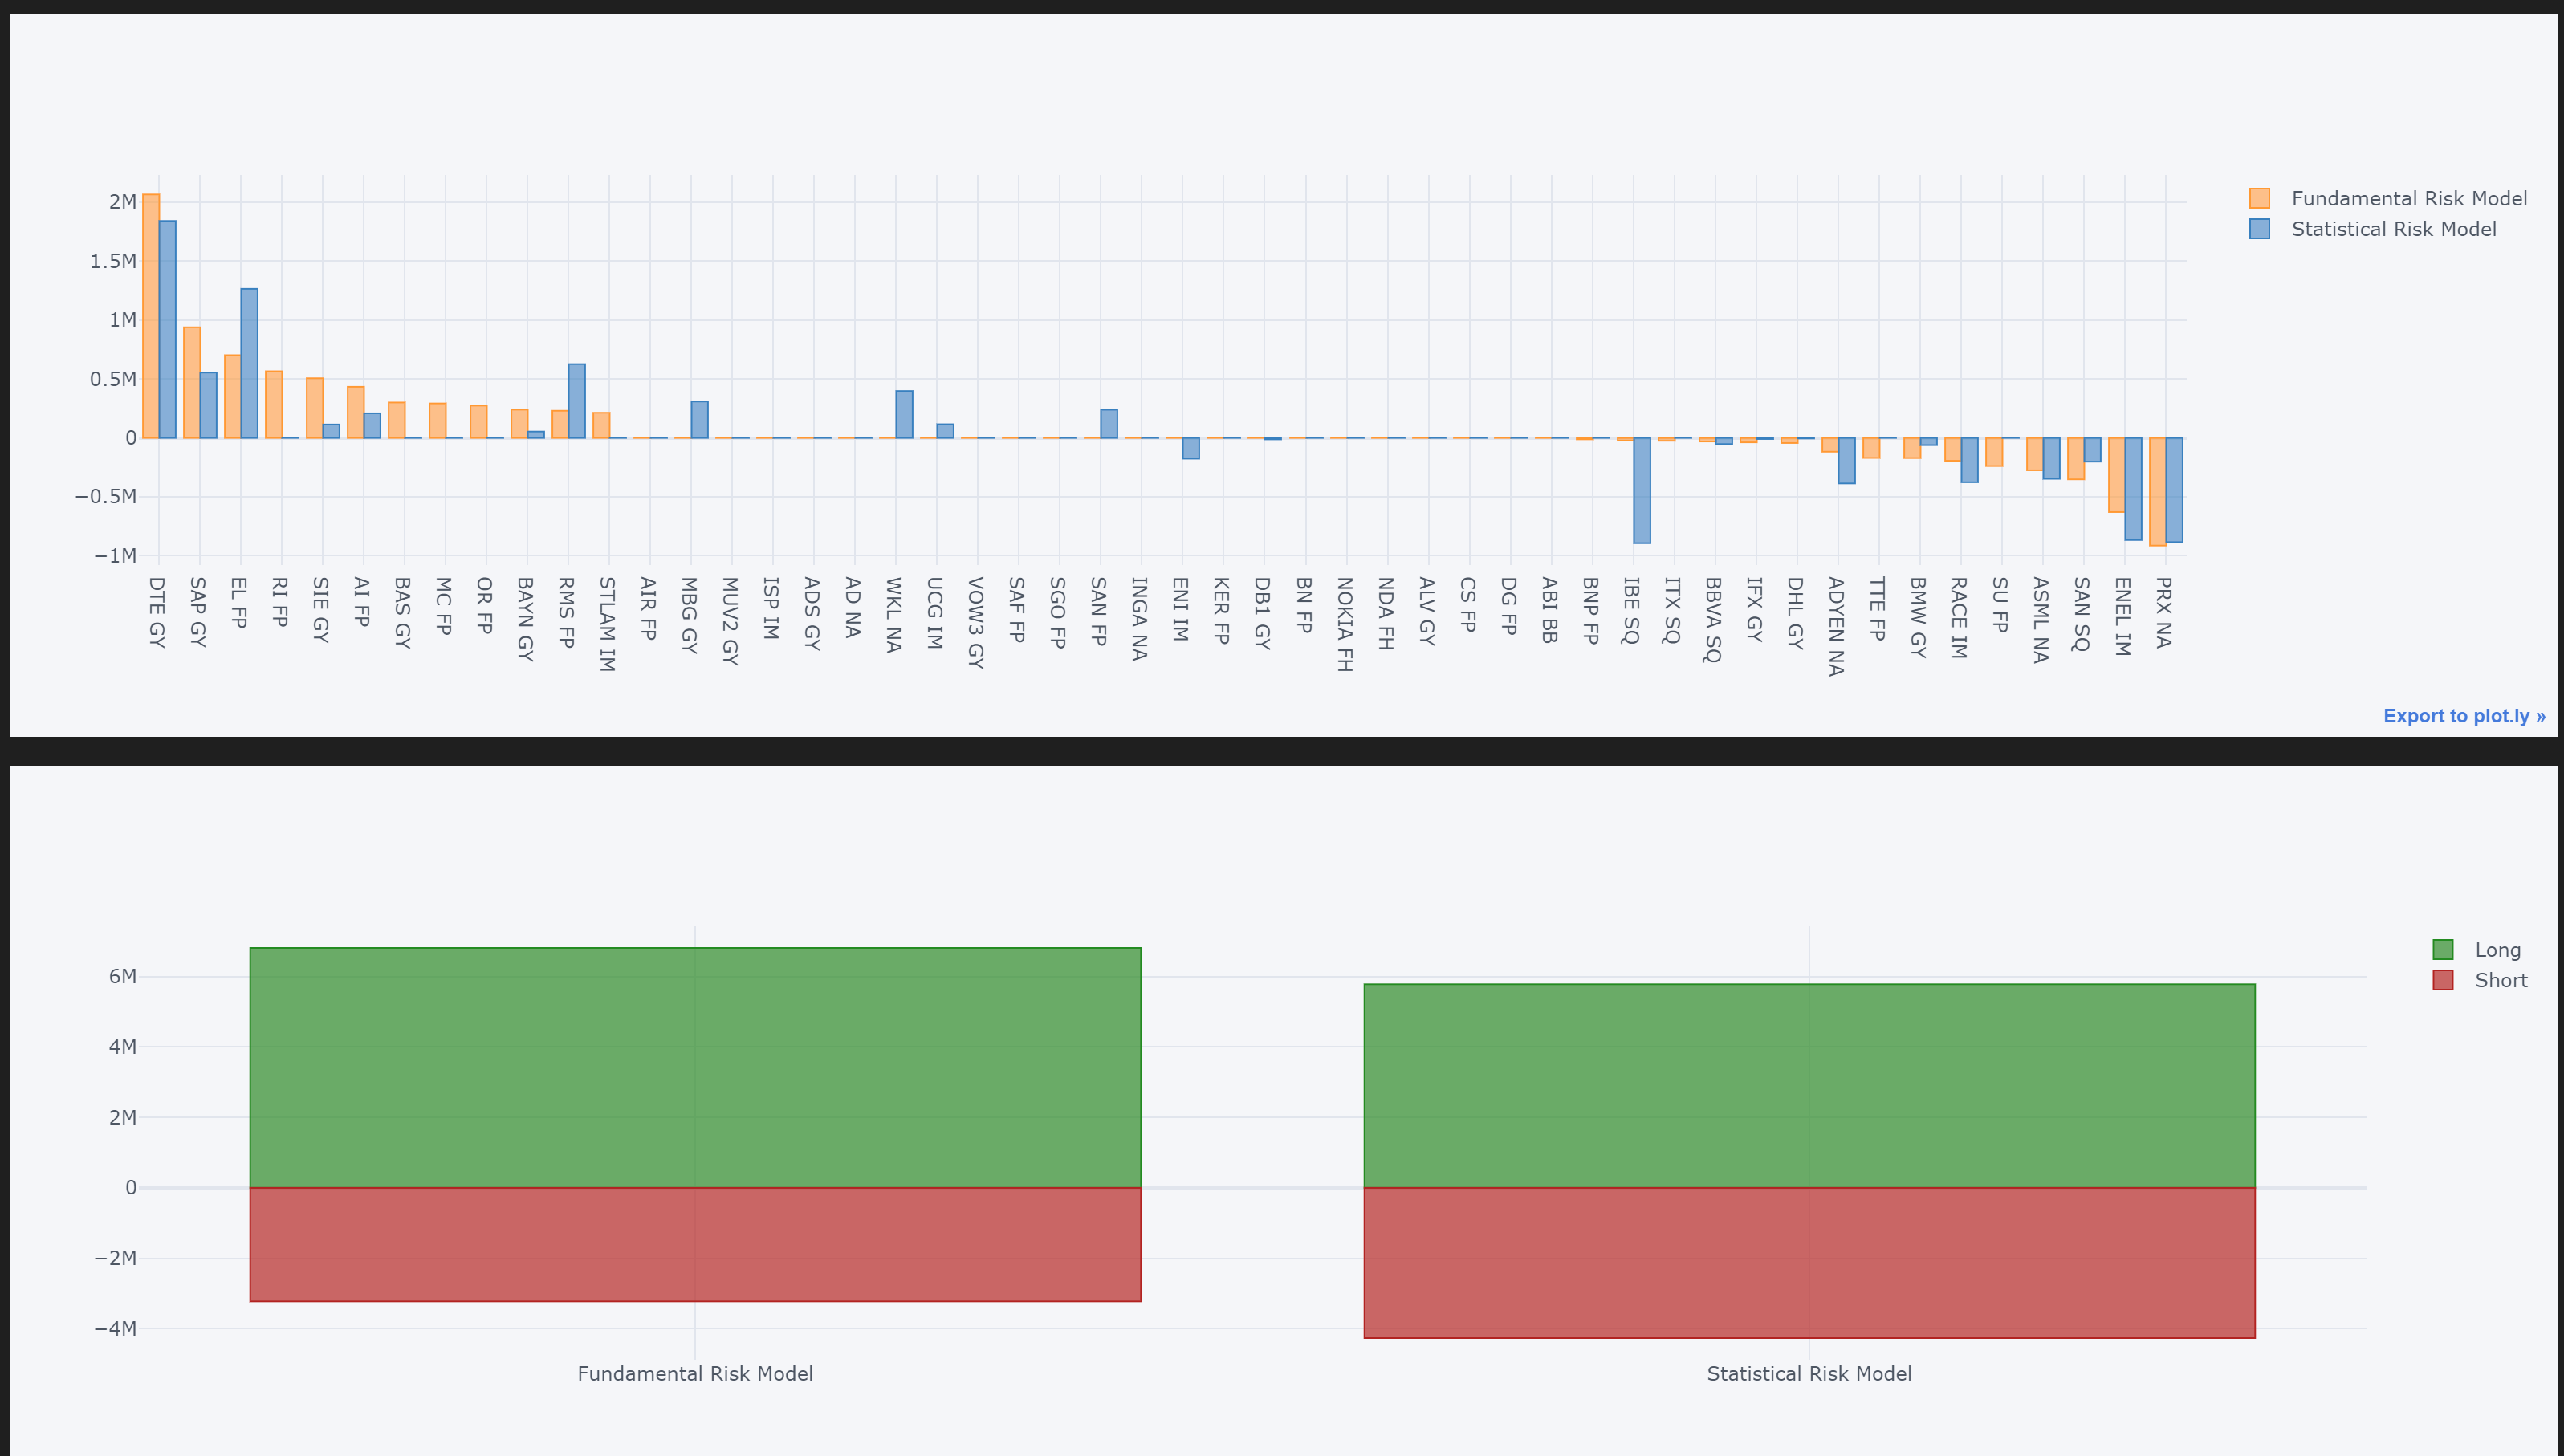 2M
1.5M
1M
0.5M
0
−0.5M
−1M
DTE GY
SAP GY
EL FP
RI FP
SIE GY
AI FP
BAS GY
MC FP
OR FP
BAYN GY
RMS FP
STLAM IM
AIR FP
MBG GY
MUV2 GY
ISP IM
ADS GY
AD NA
WKL NA
UCG IM
VOW3 GY
SAF FP
SGO FP
SAN FP
INGA NA
ENI IM
KER FP
DB1 GY
BN FP
NOKIA FH
NDA FH
ALV GY
CS FP
DG FP
ABI BB
BNP FP
IBE SQ
ITX SQ
BBVA SQ
IFX GY
DHL GY
ADYEN NA
TTE FP
BMW GY
RACE IM
SU FP
ASML NA
SAN SQ
ENEL IM
PRX NA
Fundamental Risk Model
Statistical Risk Model
Export to plot.ly »
6M
4M
2M
0
−2M
−4M
Fundamental Risk Model
Statistical Risk Model
Long
Short